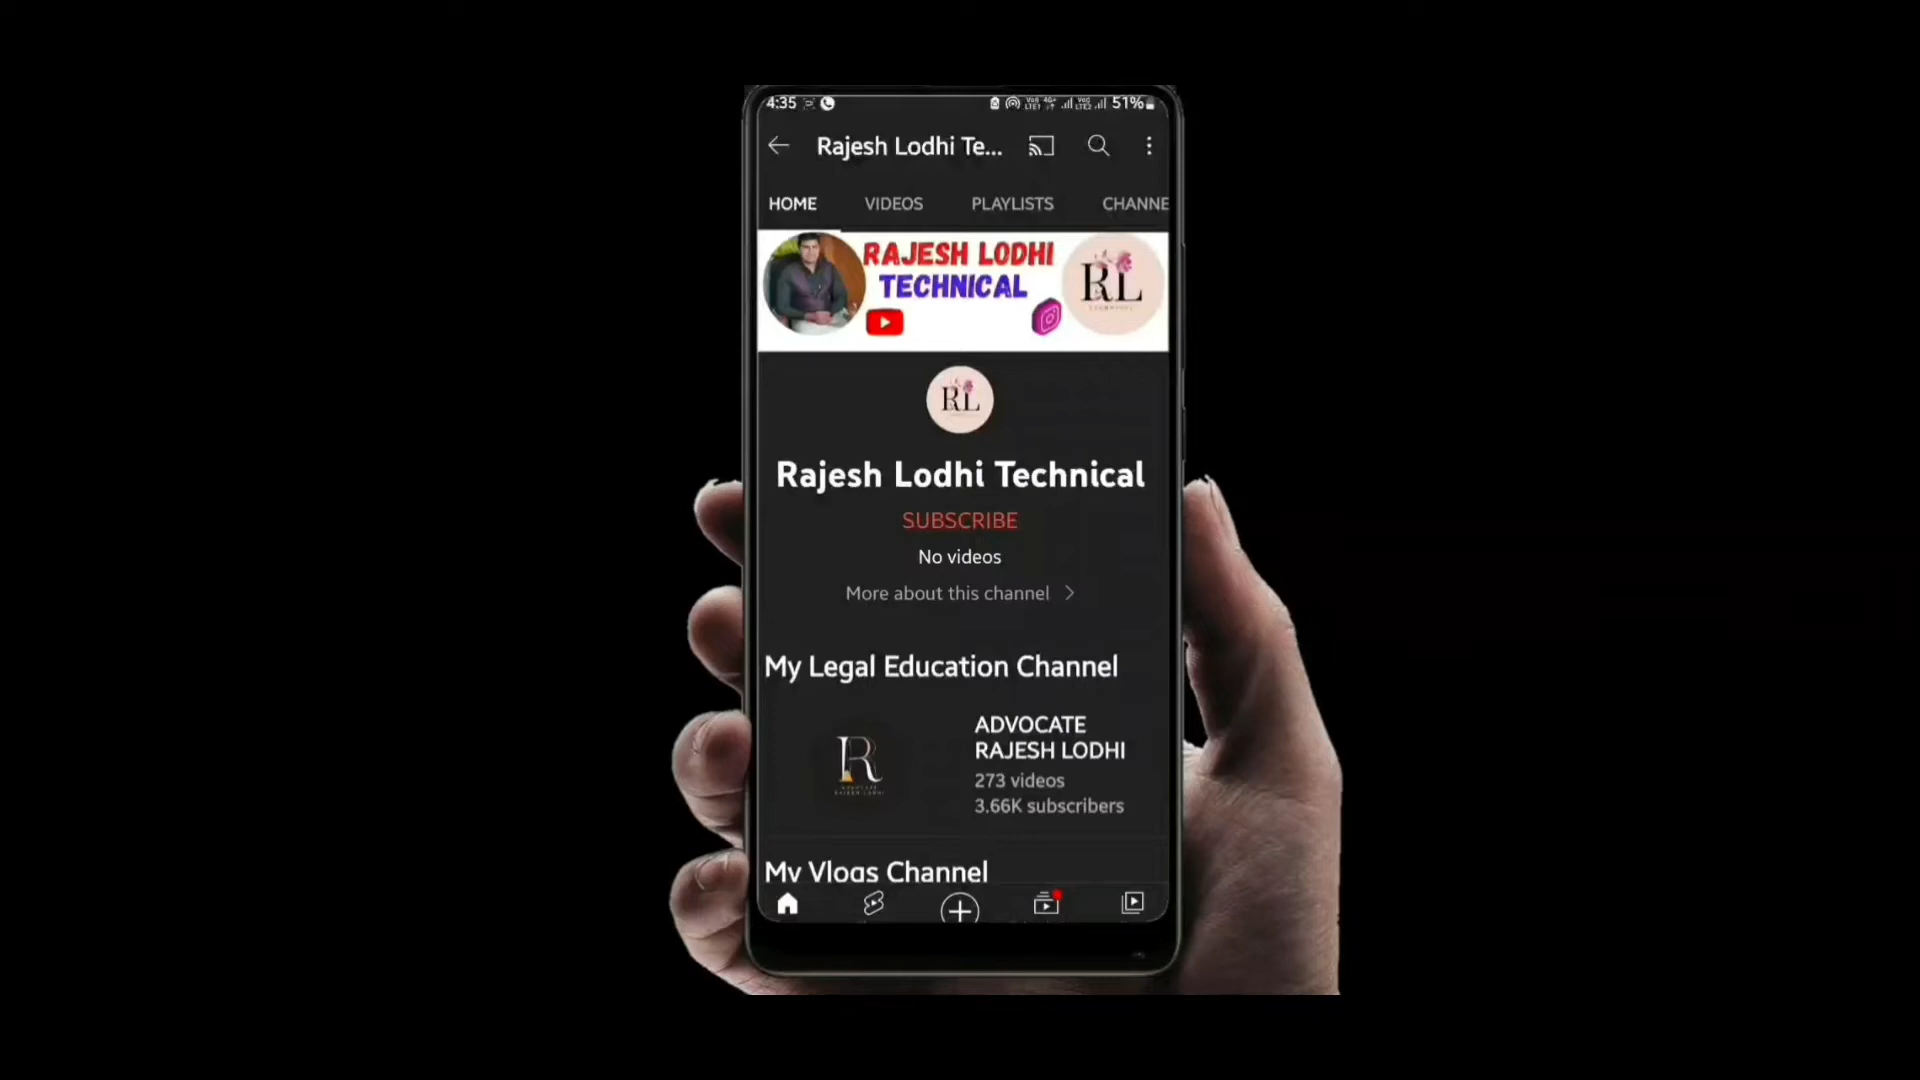 4:35
51%
Rajesh Lodhi Te...
HOME VIDEOS PLAYLISTS CHANNE
RAJESH LODHI
TECHNICAL
RL
RL
Rajesh Lodhi Technical
SUBSCRIBE
No videos
More about this channel
My Legal Education Channel
R
ADVOCATE
RAJESH LODHI
273 videos
3.66K subscribers
My Vlogs Channel